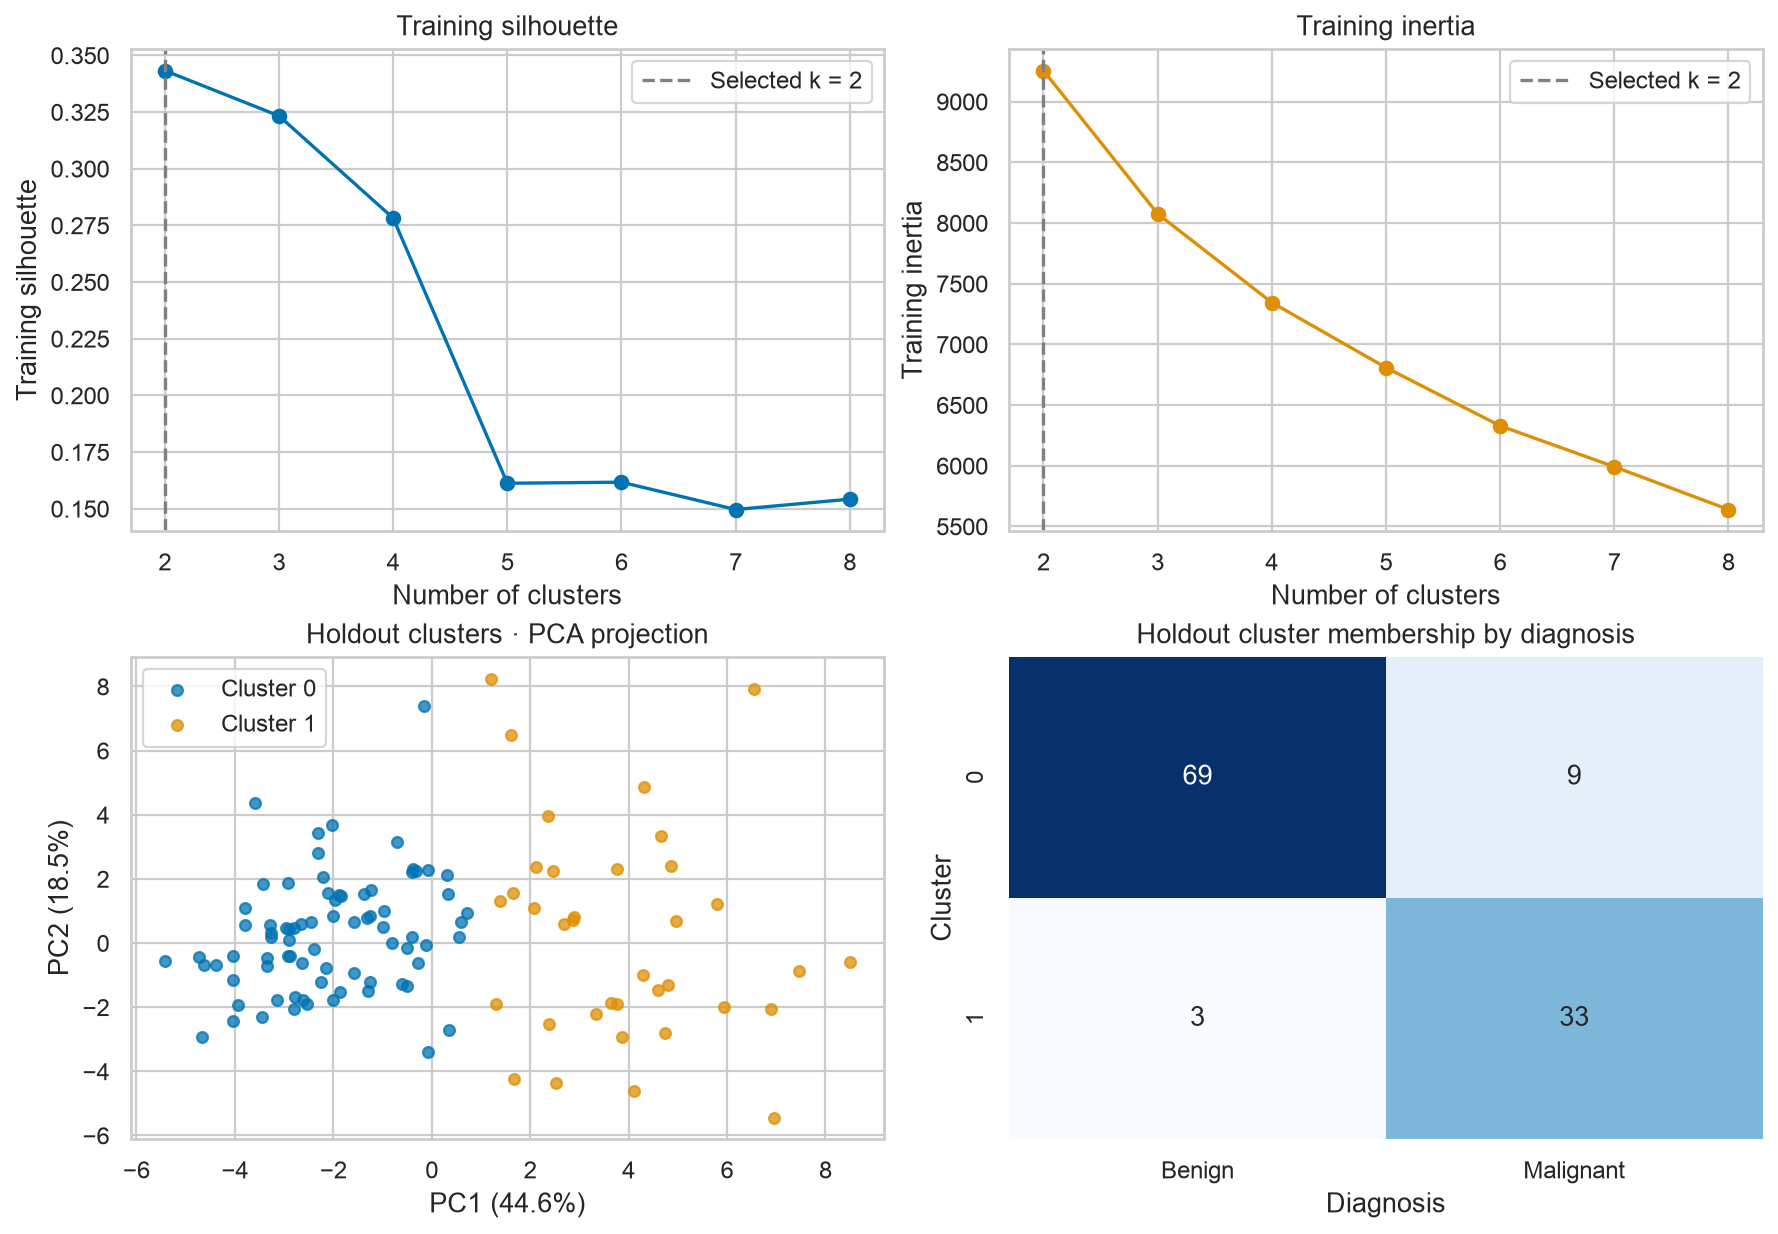 Training silhouette
Training silhouette
0.350
0.325
0.300
0.275
0.250
0.225
0.200
0.175
0.150
Selected k = 2
2 3 4 5 6 7 8
Number of clusters
Training inertia
Training inertia
9000
8500
8000
7500
7000
6500
6000
5500
Selected k = 2
2 3 4 5 6 7 8
Number of clusters
Holdout clusters · PCA projection
PC2 (18.5%)
8
6
4
2
0
−2
−4
−6
Cluster 0
Cluster 1
−6 −4 −2 0 2 4 6 8
PC1 (44.6%)
Holdout cluster membership by diagnosis
Cluster
0
69 9
1
3 33
Benign Malignant
Diagnosis